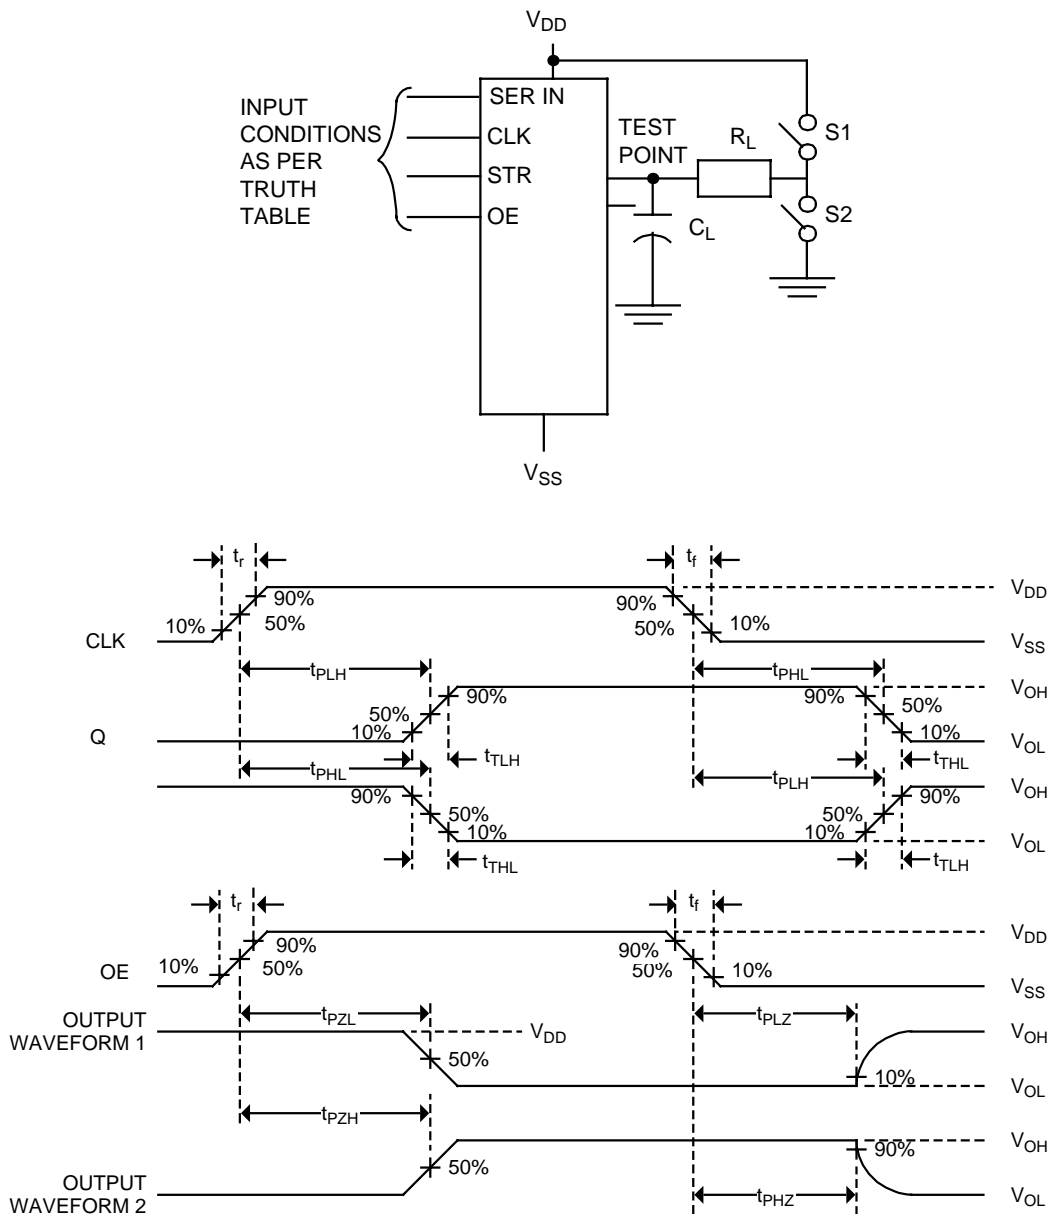 VDD
SER IN
CLK
STR
OE
INPUT
CONDITIONS
AS PER
TRUTH
TABLE
TEST
POINT
RL
CL
S1
S2
VSS
tr
tf
90%
50%
10%
CLK
90%
50%
10%
VDD
VSS
tPLH
tPHL
90%
50%
10%
Q
tTLH
90%
50%
10%
tTHL
VOH
VOL
tPHL
tPLH
90%
50%
10%
tTHL
90%
50%
10%
tTLH
VOH
VOL
tr
tf
90%
50%
10%
OE
90%
50%
10%
VDD
VSS
OUTPUT
WAVEFORM 1
tPZL
VDD
50%
tPLZ
10%
VOH
VOL
tPZH
50%
OUTPUT
WAVEFORM 2
tPHZ
90%
VOH
VOL